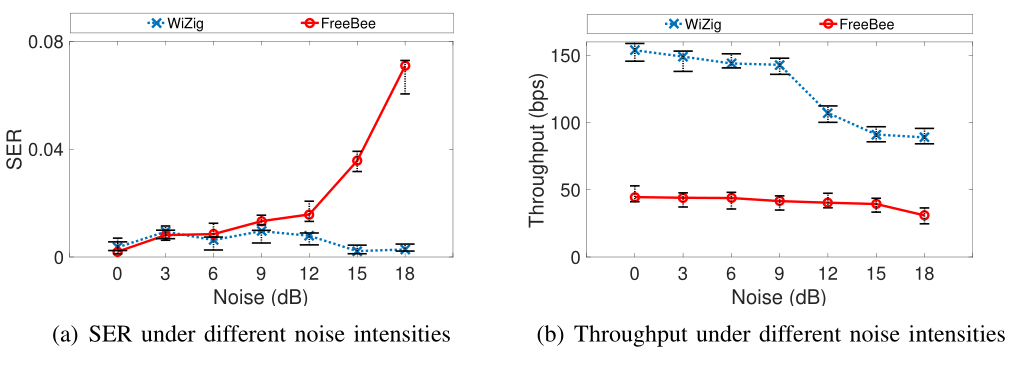 WiZig FreeBee
0.08
0.04
0
SER
0 3 6 9 12 15 18
Noise (dB)
(a) SER under different noise intensities
WiZig FreeBee
150
100
50
0
Throughput (bps)
0 3 6 9 12 15 18
Noise (dB)
(b) Throughput under different noise intensities